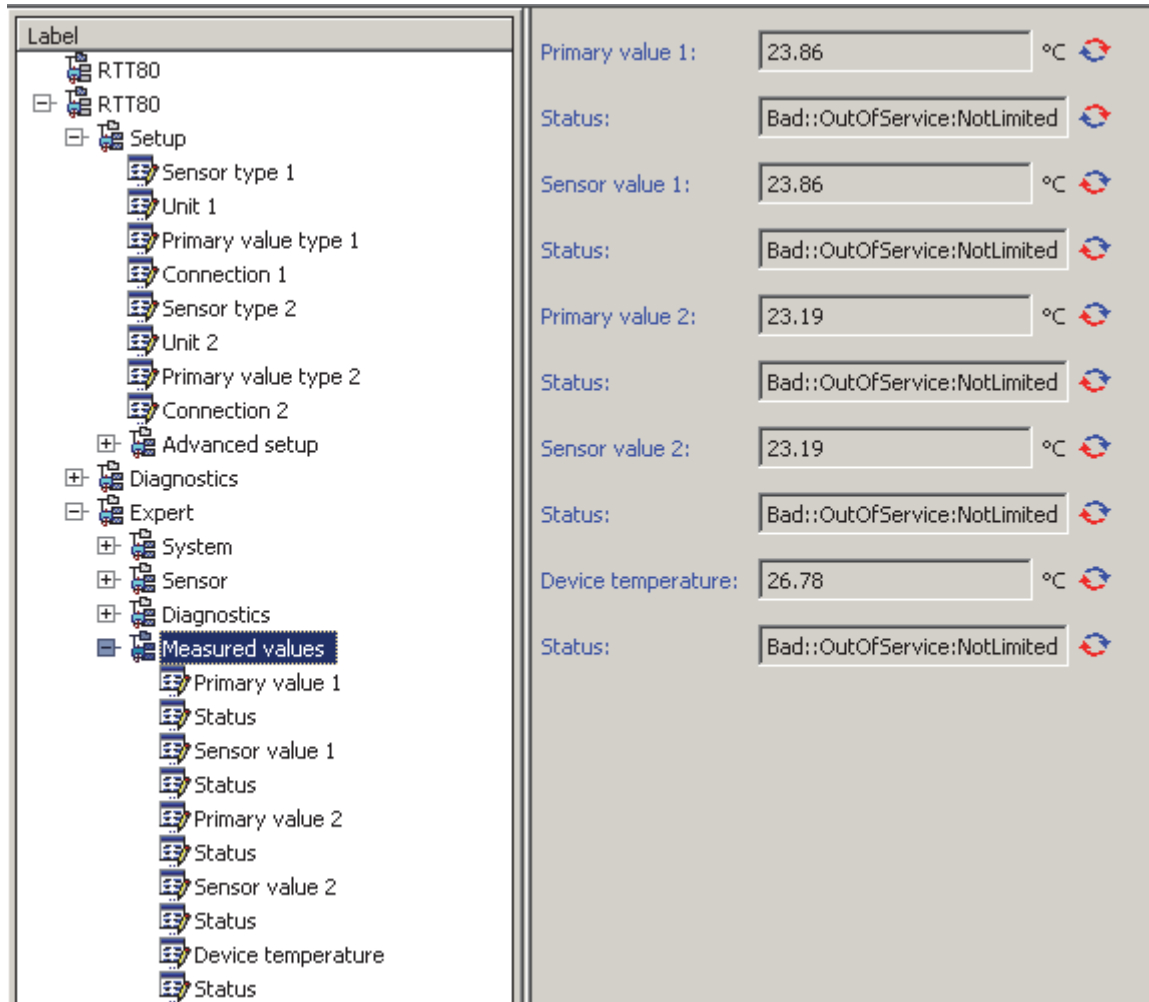 Label
RTT80
RTT80
Setup
Sensor type 1
Unit 1
Primary value type 1
Connection 1
Sensor type 2
Unit 2
Primary value type 2
Connection 2
Advanced setup
Diagnostics
Expert
System
Sensor
Diagnostics
Measured values
Primary value 1
Status
Sensor value 1
Status
Primary value 2
Status
Sensor value 2
Status
Device temperature
Status
Primary value 1: 23.86 °C
Status: Bad::OutOfService:NotLimited
Sensor value 1: 23.86 °C
Status: Bad::OutOfService:NotLimited
Primary value 2: 23.19 °C
Status: Bad::OutOfService:NotLimited
Sensor value 2: 23.19 °C
Status: Bad::OutOfService:NotLimited
Device temperature: 26.78 °C
Status: Bad::OutOfService:NotLimited